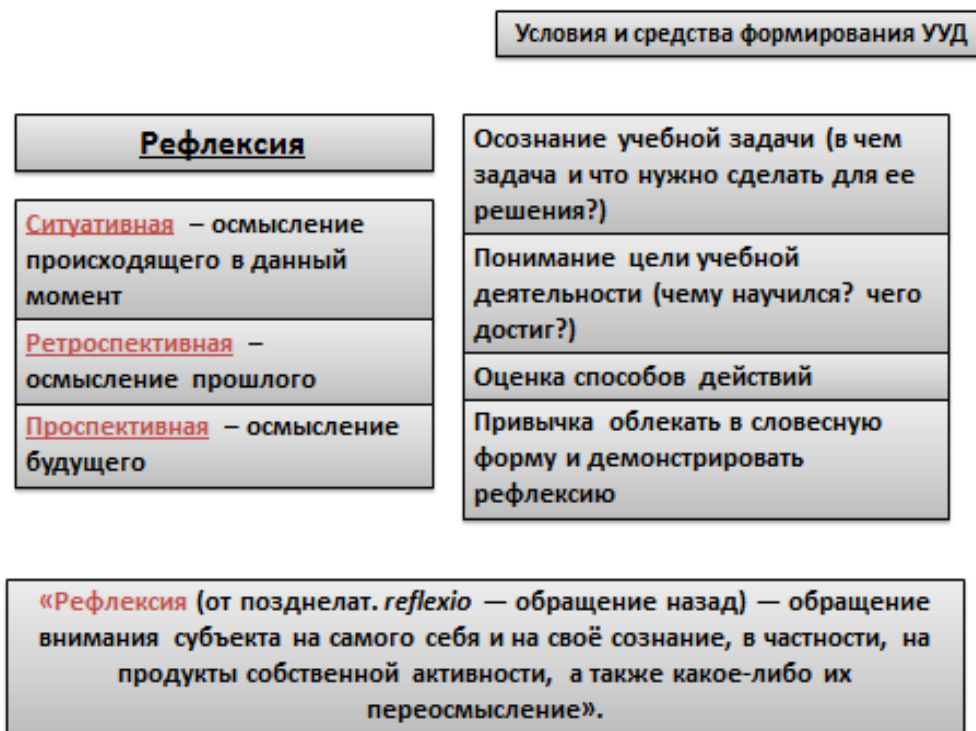 Условия и средства формирования УУД
Рефлексия
Ситуативная – осмысление
происходящего в данный
момент
Ретроспективная –
осмысление прошлого
Проспективная – осмысление
будущего
Осознание учебной задачи (в чем
задача и что нужно сделать для ее
решения?)
Понимание цели учебной
деятельности (чему научился? чего
достиг?)
Оценка способов действий
Привычка облекать в словесную
форму и демонстрировать
рефлексию
«Рефлексия (от позднелат. reflexio — обращение назад) — обращение
внимания субъекта на самого себя и на своё сознание, в частности, на
продукты собственной активности, а также какое-либо их
переосмысление».